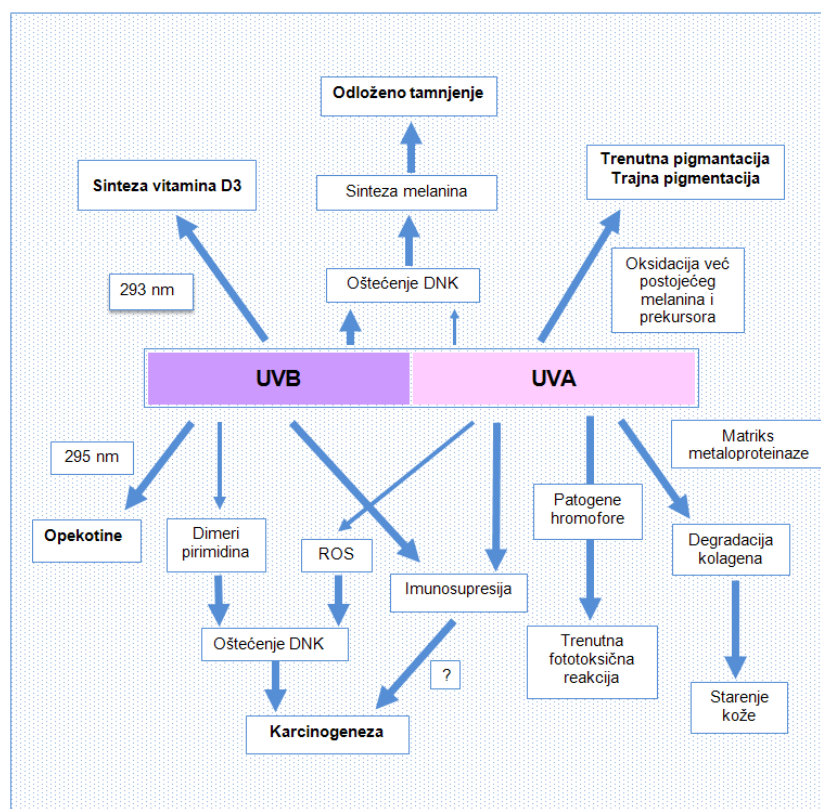 Odloženo tamnjenje
Trenutna pigmantacija
Trajna pigmentacija
Sinteza vitamina D3
Sinteza melanina
Oksidacija već
postojećeg
melanina i
prekursora
293 nm
Oštećenje DNK
UVB
UVA
Matriks
metaloproteinaze
295 nm
Patogene
hromofore
Opekotine
Dimeri
pirimidina
ROS
Degradacija
kolagena
Imunosupresija
Oštećenje DNK
Trenutna
fototoksična
reakcija
?
Starenje
kože
Karcinogeneza